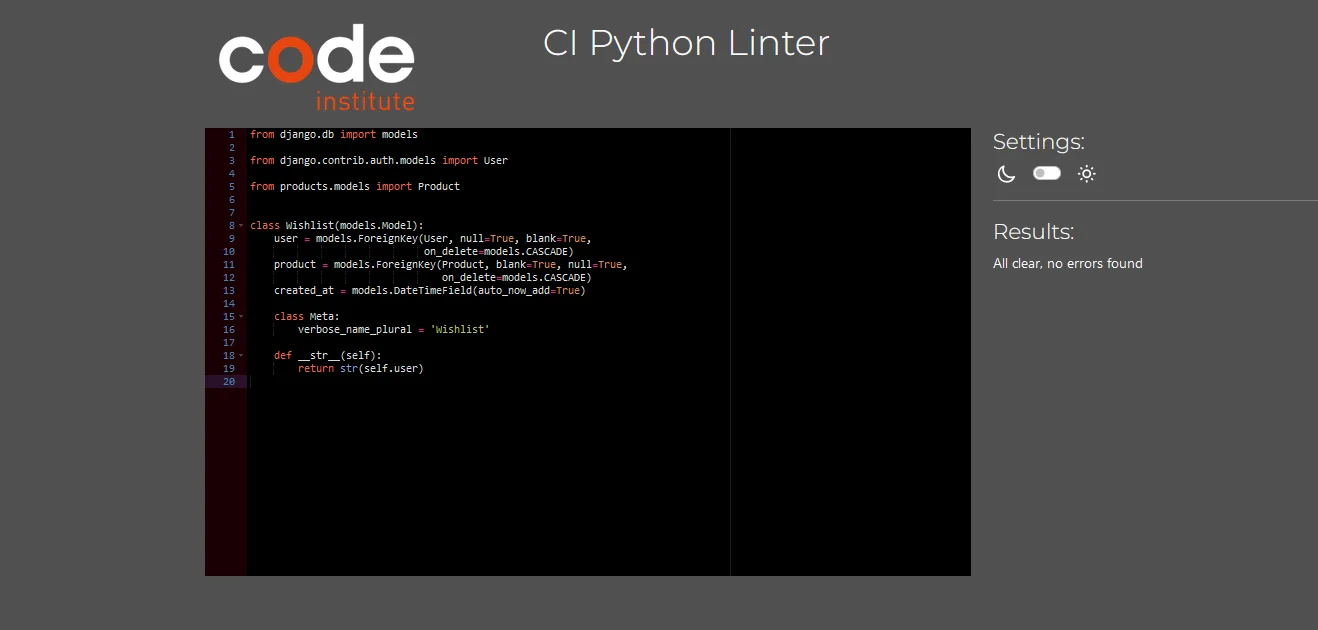 code
institute
CI Python Linter
1 from django.db import models
2
3 from django.contrib.auth.models import User
4
5 from products.models import Product
6
7
8 class Wishlist(models.Model):
9     user = models.ForeignKey(User, null=True, blank=True,
10                              on_delete=models.CASCADE)
11     product = models.ForeignKey(Product, blank=True, null=True,
12                                 on_delete=models.CASCADE)
13     created_at = models.DateTimeField(auto_now_add=True)
14
15     class Meta:
16         verbose_name_plural = 'Wishlist'
17
18     def __str__(self):
19         return str(self.user)
20
Settings:
Results:
All clear, no errors found